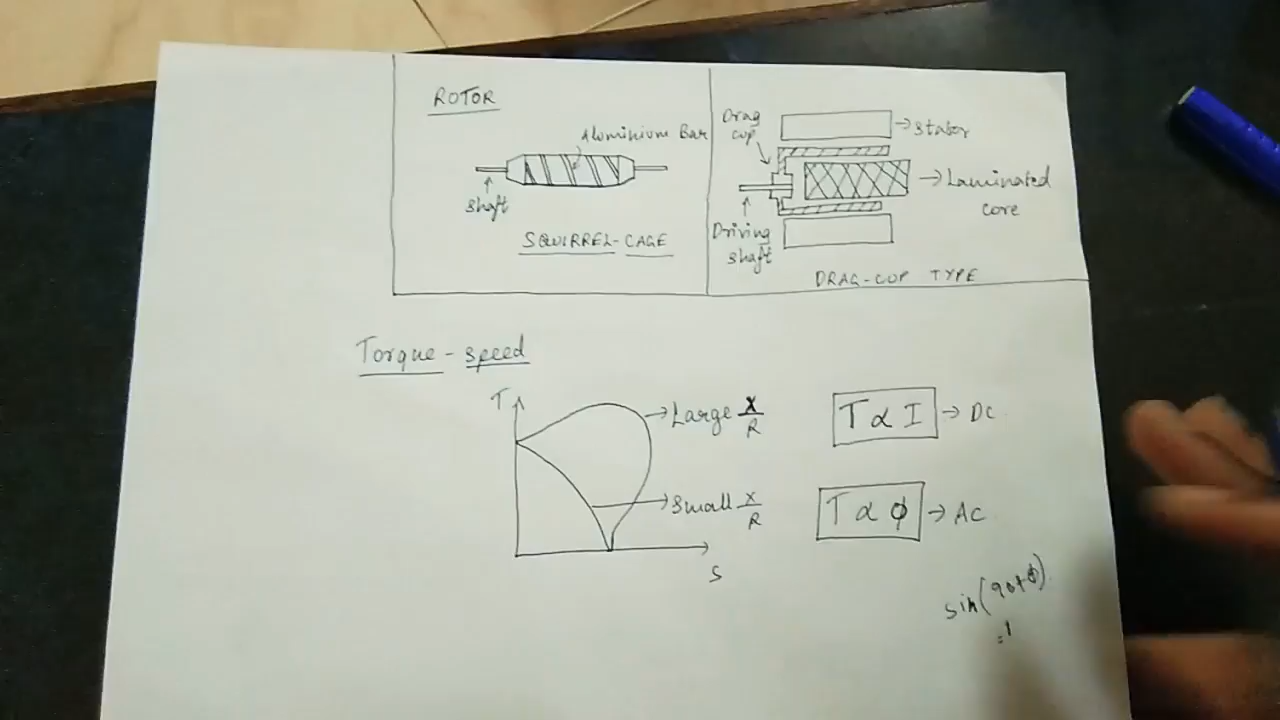 ROTOR
Aluminium Bar
shaft
SQUIRREL-CAGE
Drag
cup
stator
Laminated
core
Driving
shaft
DRAG-CUP TYPE
Torque - speed
T
Large X/R
Small X/R
S
T ∝ I → DC
T ∝ ϕ → AC
sin(90+ϕ)
=1